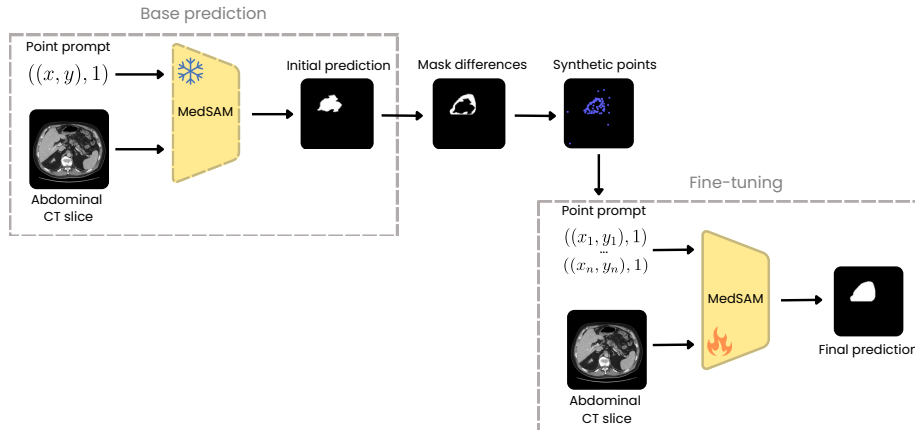 Base prediction
Point prompt
((x, y), 1)
MedSAM
Abdominal
CT slice
Initial prediction
Mask differences
Synthetic points
Fine-tuning
Point prompt
((x₁, y₁), 1)
...
((xₙ, yₙ), 1)
MedSAM
Abdominal
CT slice
Final prediction